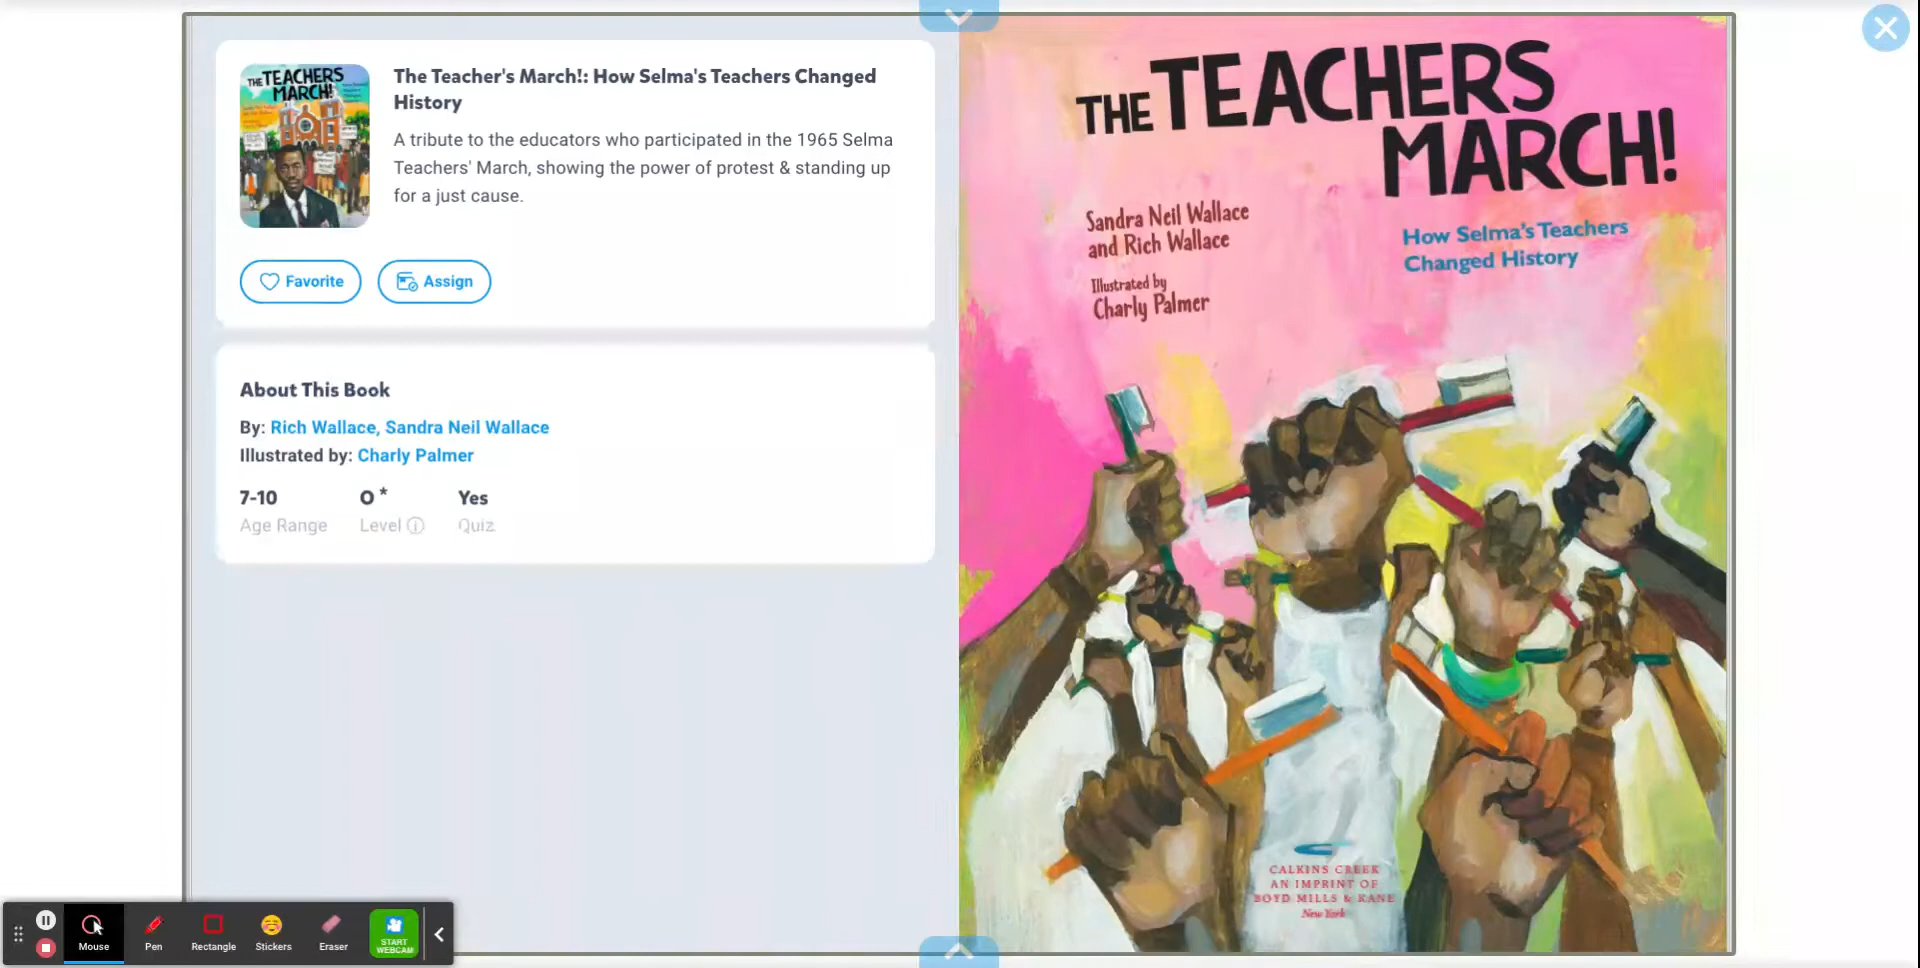 The Teacher's March!: How Selma's Teachers Changed
History
A tribute to the educators who participated in the 1965 Selma
Teachers' March, showing the power of protest & standing up
for a just cause.
Favorite
Assign
About This Book
By: Rich Wallace, Sandra Neil Wallace
Illustrated by: Charly Palmer
7-10
O *
Yes
Age Range
Level
Quiz
THE TEACHERS
MARCH!
THE TEACHERS
MARCH!
Sandra Neil Wallace
and Rich Wallace
How Selma's Teachers
Changed History
Illustrated by
Charly Palmer
CALKINS CREEK
AN IMPRINT OF
BOYD MILLS & KANE
New York
Mouse
Pen
Rectangle
Stickers
Eraser
START
WEBCAM